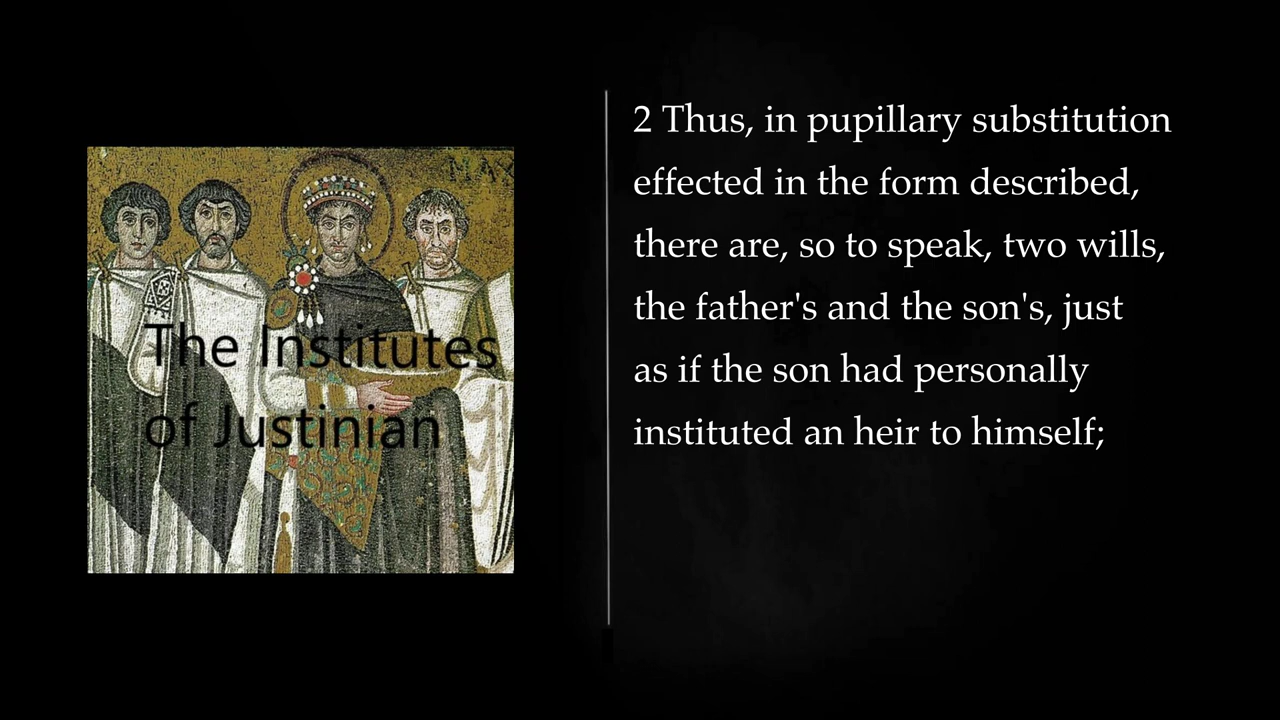 MAX
The Institutes
of Justinian
2 Thus, in pupillary substitution
effected in the form described,
there are, so to speak, two wills,
the father's and the son's, just
as if the son had personally
instituted an heir to himself;